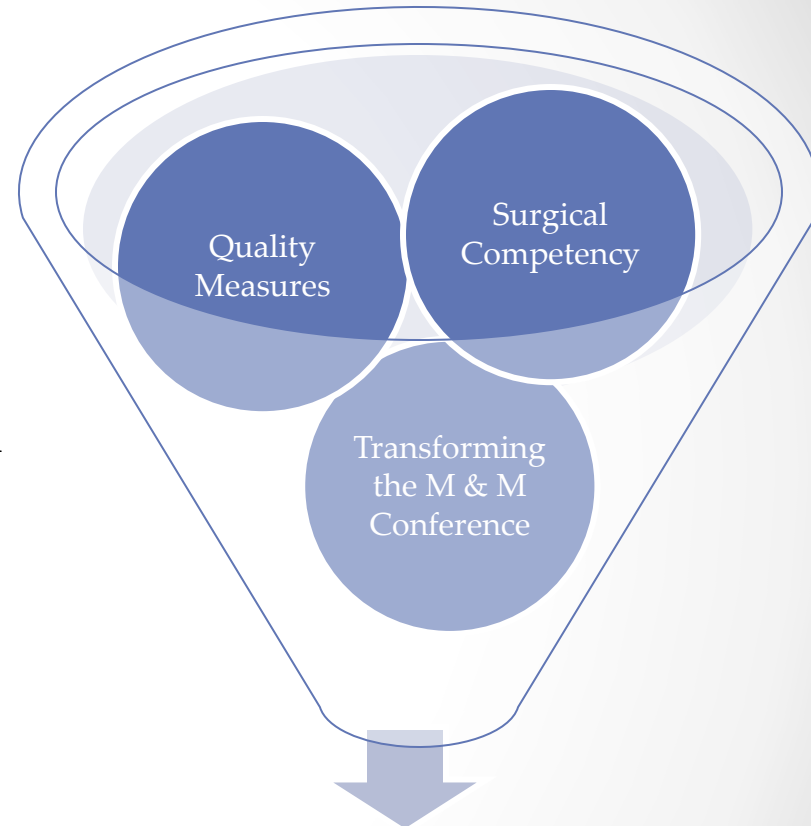 Quality
Measures
Surgical
Competency
Transforming
the M & M
Conference